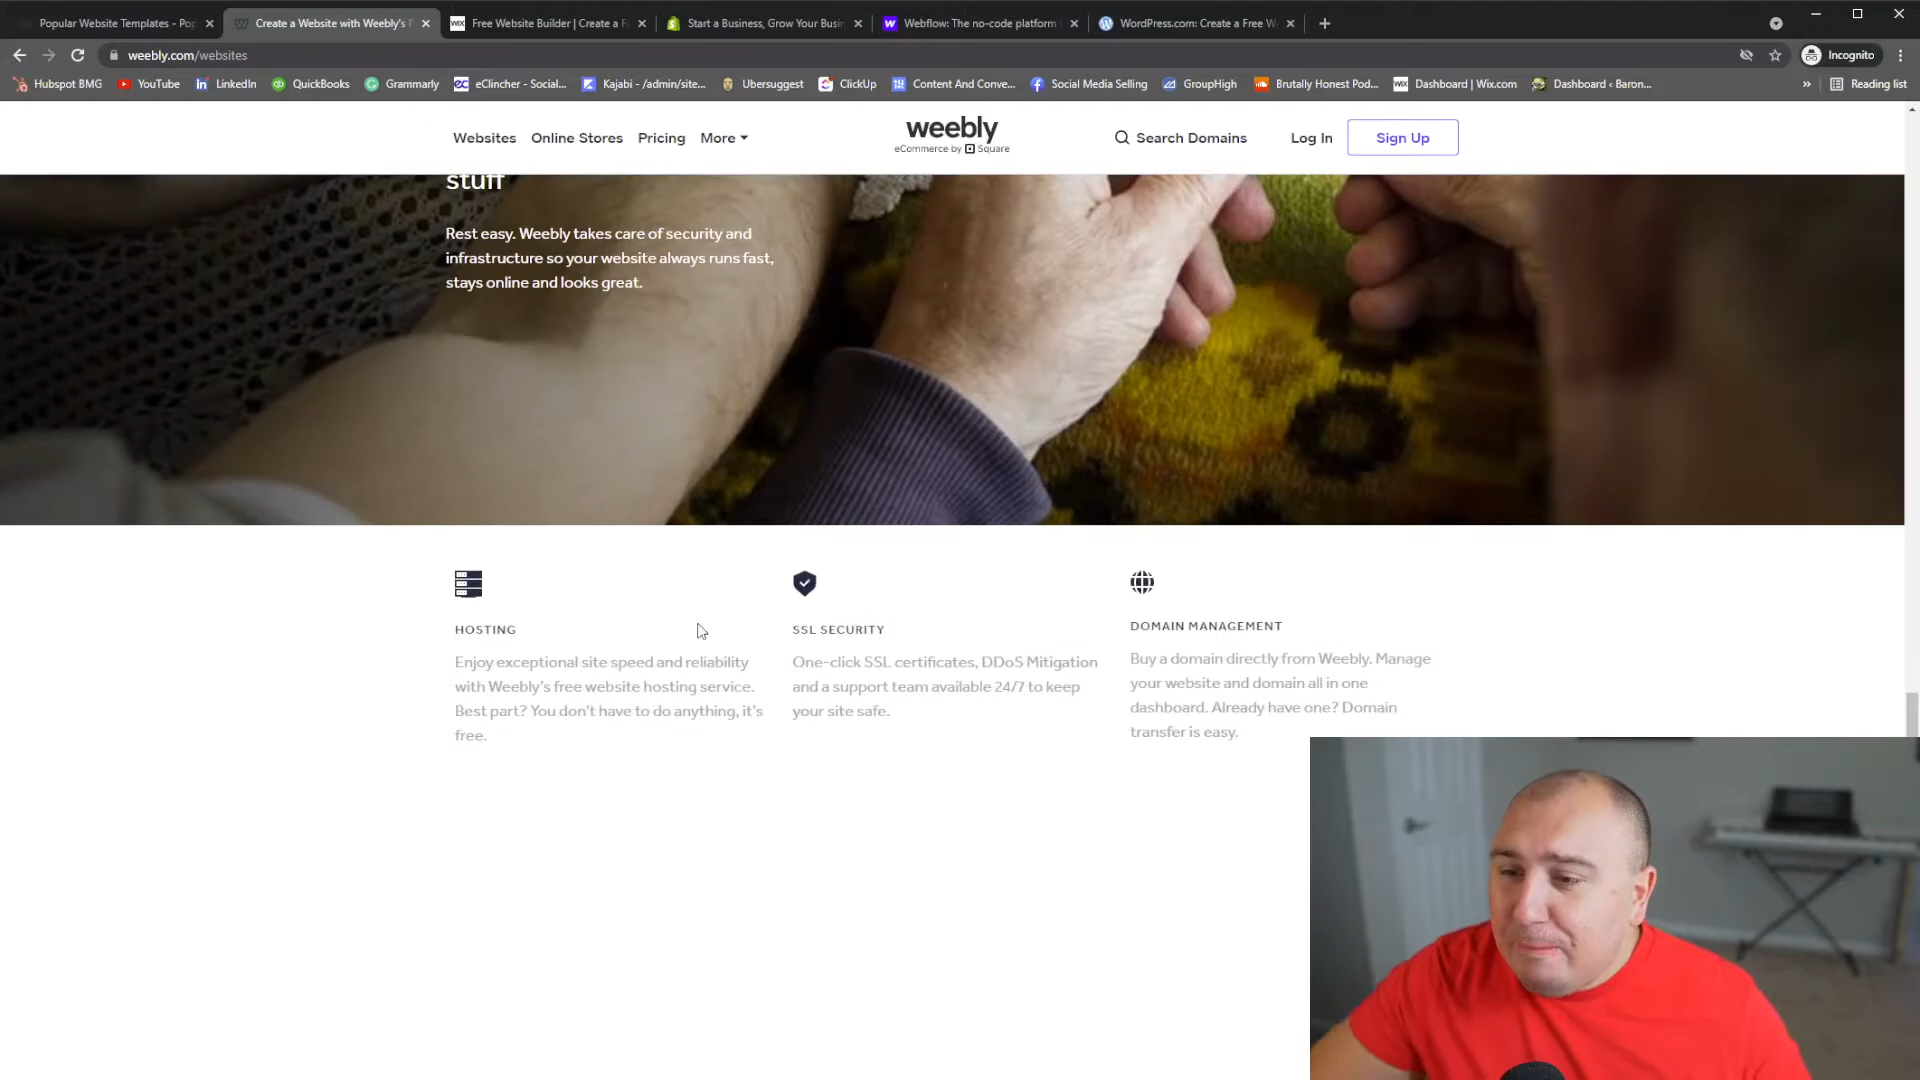 Popular Website Templates - Pop
Create a Website with Weebly's F
Free Website Builder | Create a F
Start a Business, Grow Your Busin
Webflow: The no-code platform
WordPress.com: Create a Free W
weebly.com/websites
Incognito
Hubspot BMG
YouTube
LinkedIn
QuickBooks
Grammarly
eClincher - Social...
Kajabi - /admin/site...
Ubersuggest
ClickUp
Content And Conve...
Social Media Selling
GroupHigh
Brutally Honest Pod...
Dashboard | Wix.com
Dashboard ‹ Baron...
»
Reading list
Websites
Online Stores
Pricing
More
weebly
eCommerce by Square
Search Domains
Log In
Sign Up
stuff
Rest easy. Weebly takes care of security and
infrastructure so your website always runs fast,
stays online and looks great.
HOSTING
Enjoy exceptional site speed and reliability
with Weebly's free website hosting service.
Best part? You don't have to do anything, it's
free.
SSL SECURITY
One-click SSL certificates, DDoS Mitigation
and a support team available 24/7 to keep
your site safe.
DOMAIN MANAGEMENT
Buy a domain directly from Weebly. Manage
your website and domain all in one
dashboard. Already have one? Domain
transfer is easy.